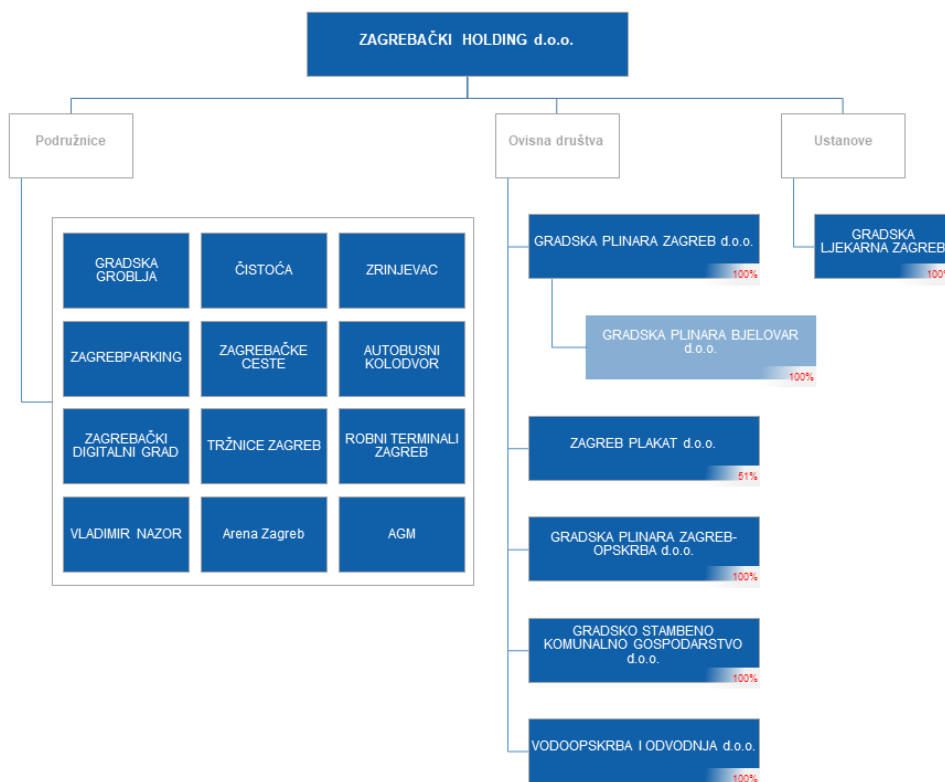 ZAGREBAČKI HOLDING d.o.o.
Podružnice
Ovisna društva
Ustanove
GRADSKA
GROBLJA
ČISTOĆA
ZRINJEVAC
ZAGREBPARKING
ZAGREBAČKE
CESTE
AUTOBUSNI
KOLODVOR
ZAGREBAČKI
DIGITALNI GRAD
TRŽNICE ZAGREB
ROBNI TERMINALI
ZAGREB
VLADIMIR NAZOR
Arena Zagreb
AGM
GRADSKA PLINARA ZAGREB d.o.o.
100%
GRADSKA PLINARA BJELOVAR
d.o.o.
100%
ZAGREB PLAKAT d.o.o.
51%
GRADSKA PLINARA ZAGREB-
OPSKRBA d.o.o.
100%
GRADSKO STAMBENO
KOMUNALNO GOSPODARSTVO
d.o.o.
100%
VODOOPSKRBA I ODVODNJA d.o.o.
100%
GRADSKA
LJEKARNA ZAGREB
100%